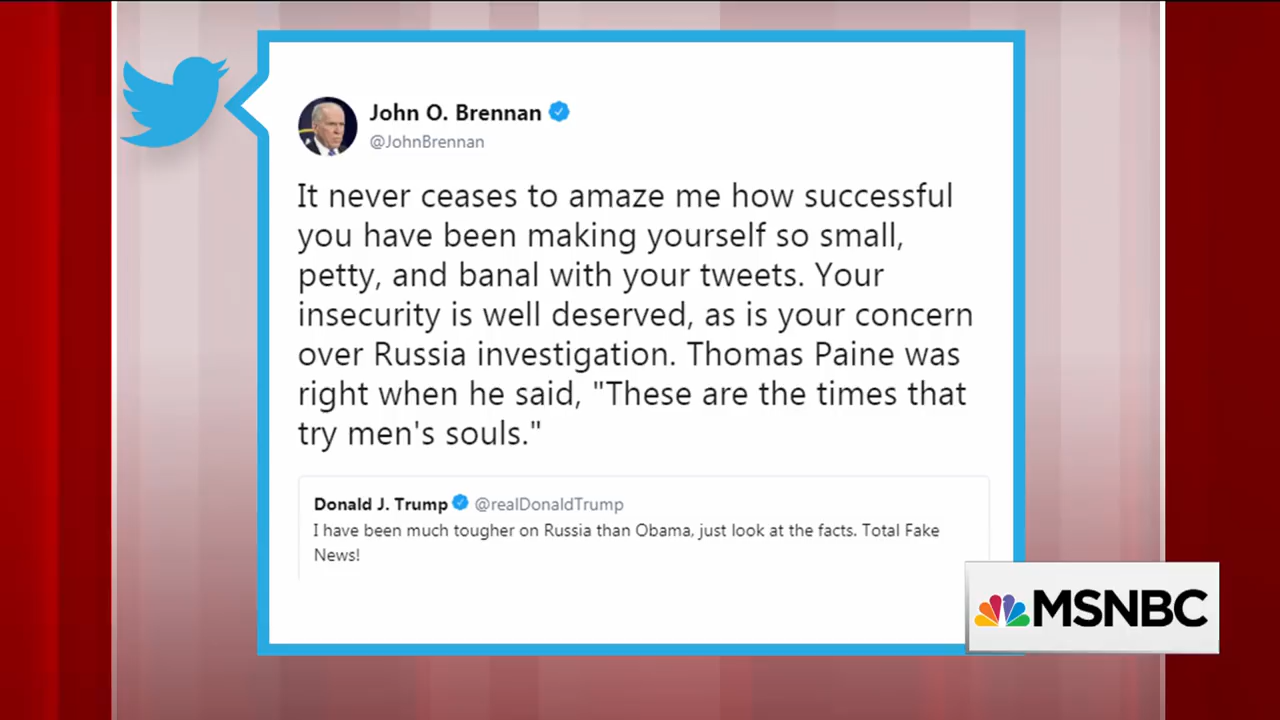 John O. Brennan
@JohnBrennan
It never ceases to amaze me how successful
you have been making yourself so small,
petty, and banal with your tweets. Your
insecurity is well deserved, as is your concern
over Russia investigation. Thomas Paine was
right when he said, "These are the times that
try men's souls."
Donald J. Trump @realDonaldTrump
I have been much tougher on Russia than Obama, just look at the facts. Total Fake
News!
MSNBC